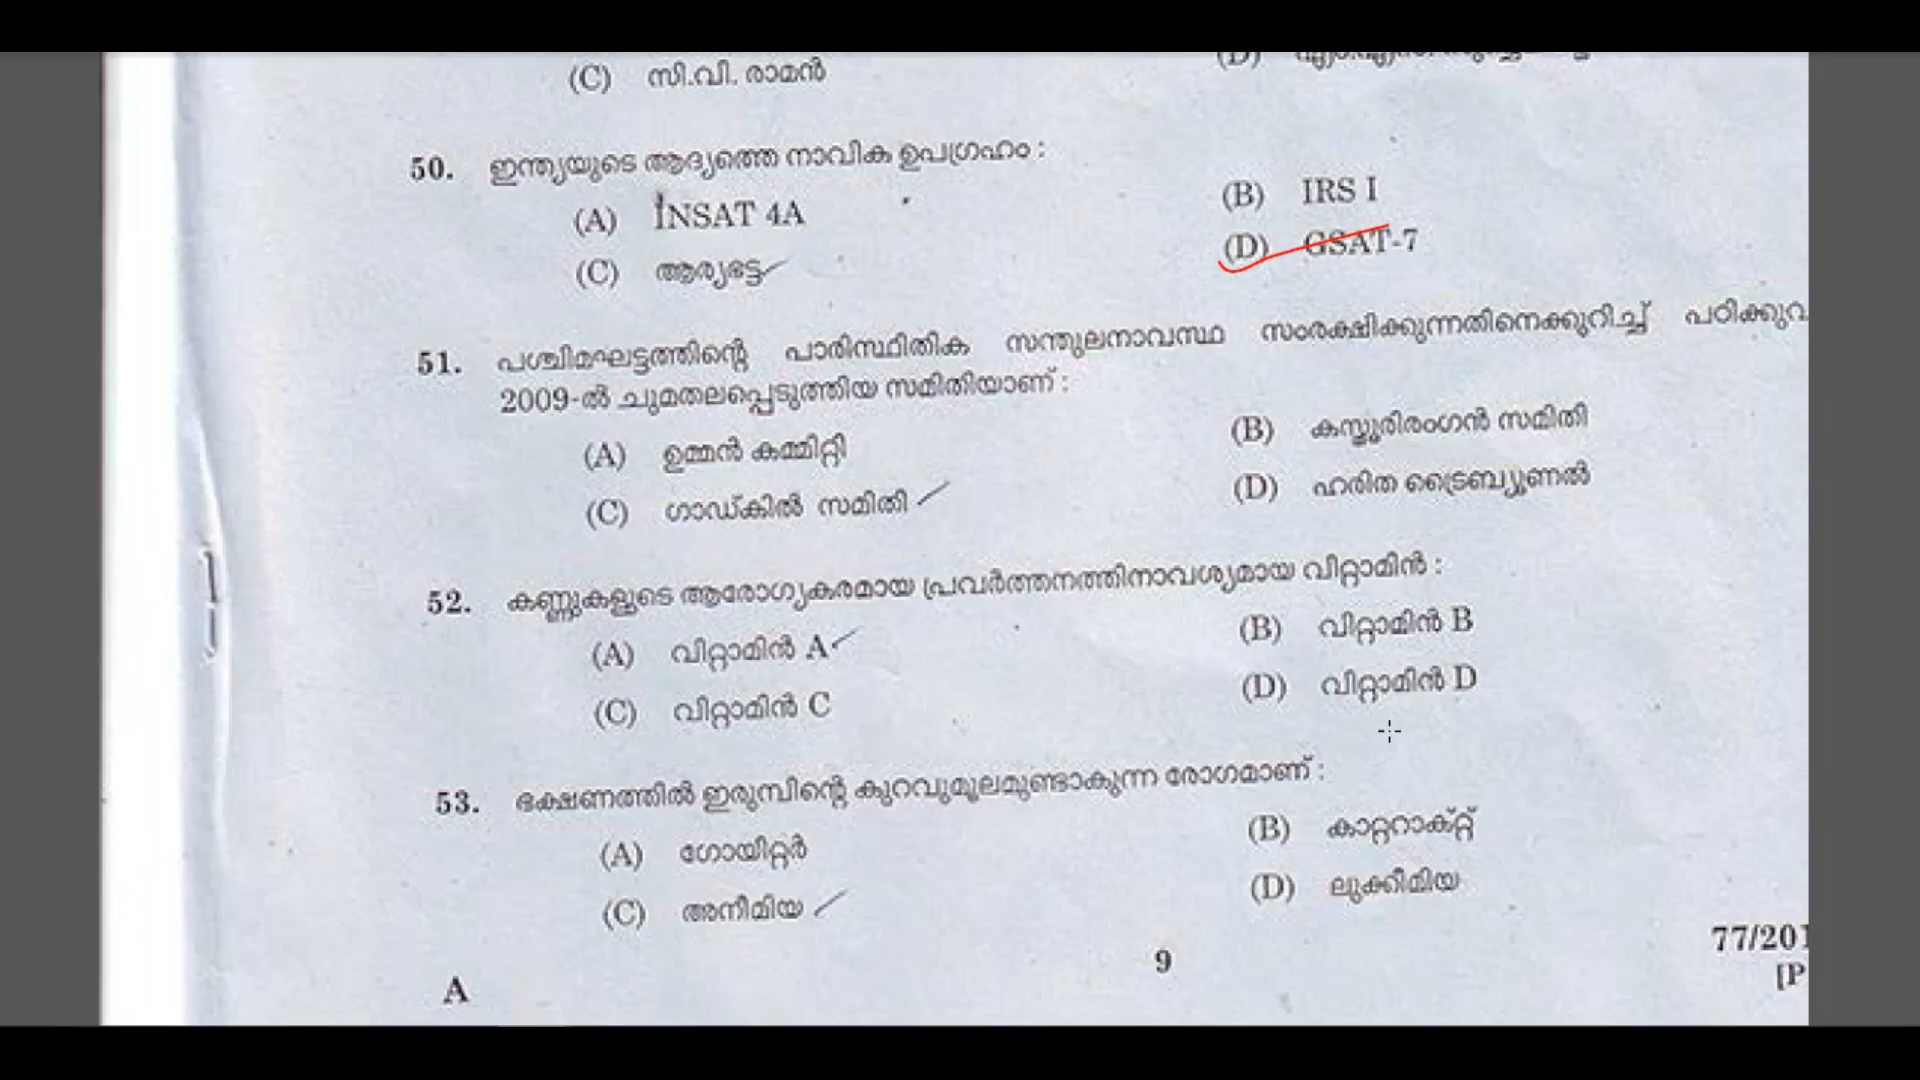 (C) സി.വി. രാമൻ
(D)
50. ഇന്ത്യയുടെ ആദ്യത്തെ നാവിക ഉപഗ്രഹം :
(A) INSAT 4A
(B) IRS I
(C) ആര്യഭട്ട
(D) GSAT-7
51. പശ്ചിമഘട്ടത്തിന്റെ പാരിസ്ഥിതിക സന്തുലനാവസ്ഥ സംരക്ഷിക്കുന്നതിനെക്കുറിച്ച് പഠിക്കുവ
2009-ൽ ചുമതലപ്പെടുത്തിയ സമിതിയാണ് :
(A) ഉമ്മൻ കമ്മിറ്റി
(B) കസ്തൂരിരംഗൻ സമിതി
(C) ഗാഡ്കിൽ സമിതി
(D) ഹരിത ട്രൈബ്യൂണൽ
52. കണ്ണുകളുടെ ആരോഗ്യകരമായ പ്രവർത്തനത്തിനാവശ്യമായ വിറ്റാമിൻ :
(A) വിറ്റാമിൻ A
(B) വിറ്റാമിൻ B
(C) വിറ്റാമിൻ C
(D) വിറ്റാമിൻ D
53. ഭക്ഷണത്തിൽ ഇരുമ്പിന്റെ കുറവുമൂലമുണ്ടാകുന്ന രോഗമാണ് :
(A) ഗോയിറ്റർ
(B) കാറ്ററാക്റ്റ്
(C) അനീമിയ
(D) ലുക്കീമിയ
77/201
9
A
[P